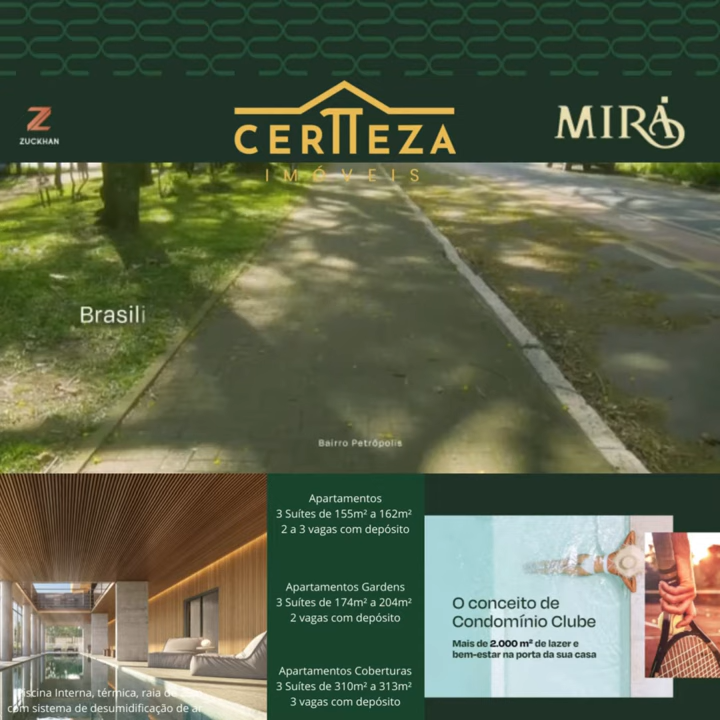 ZUCKHAN
CERTTEZA
IMÓVEIS
MIRÁ
Brasili
Bairro Petrópolis
Apartamentos
3 Suítes de 155m² a 162m²
2 a 3 vagas com depósito
Apartamentos Gardens
3 Suítes de 174m² a 204m²
2 vagas com depósito
Apartamentos Coberturas
3 Suítes de 310m² a 313m²
3 vagas com depósito
Piscina Interna, térmica, raia
com sistema de desumidificação de ar
O conceito de
Condomínio Clube
Mais de 2.000 m² de lazer e
bem-estar na porta da sua casa